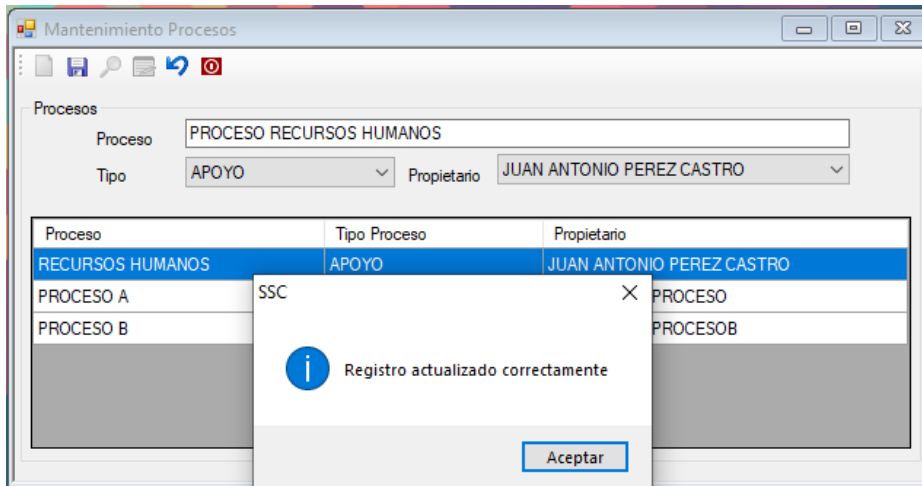 Mantenimiento Procesos
Procesos
Proceso PROCESO RECURSOS HUMANOS
Tipo APOYO Propietario JUAN ANTONIO PEREZ CASTRO
Proceso Tipo Proceso Propietario
RECURSOS HUMANOS APOYO JUAN ANTONIO PEREZ CASTRO
PROCESO A PROCESO
PROCESO B PROCESOB
SSC
Registro actualizado correctamente
Aceptar